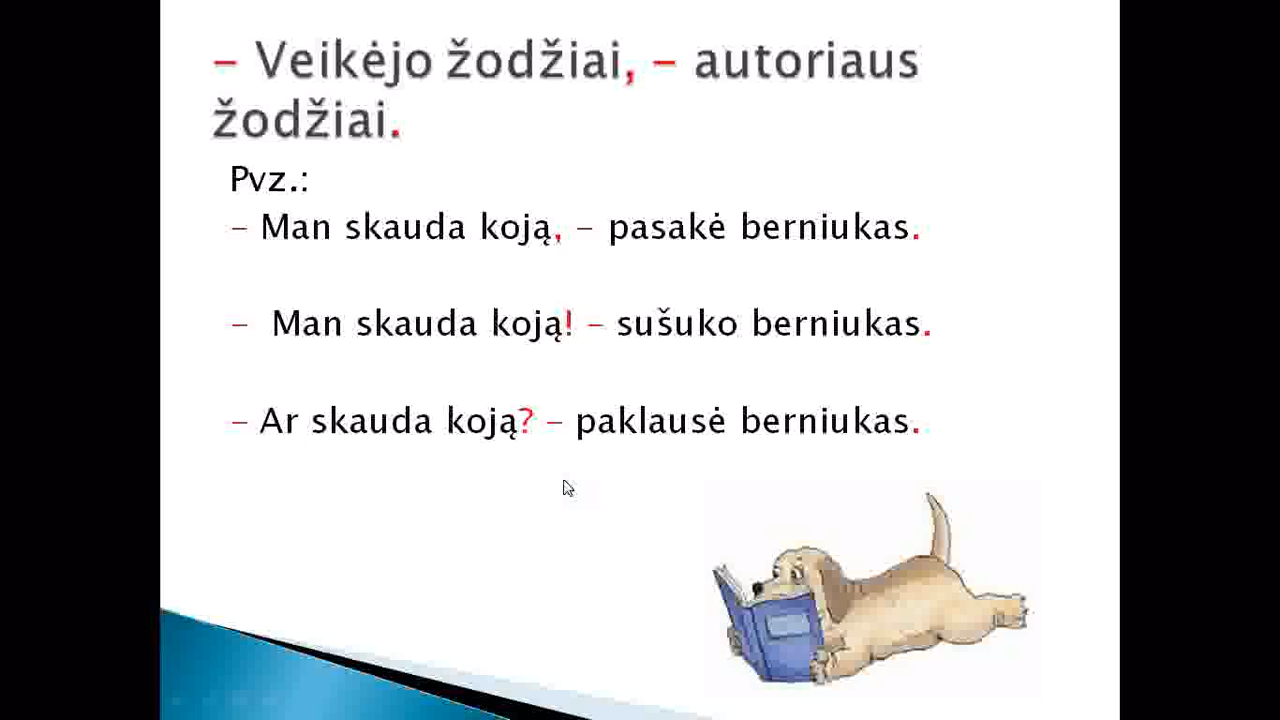 – Veikėjo žodžiai, – autoriaus
žodžiai.
Pvz.:
– Man skauda koją, – pasakė berniukas.
– Man skauda koją! – sušuko berniukas.
– Ar skauda koją? – paklausė berniukas.